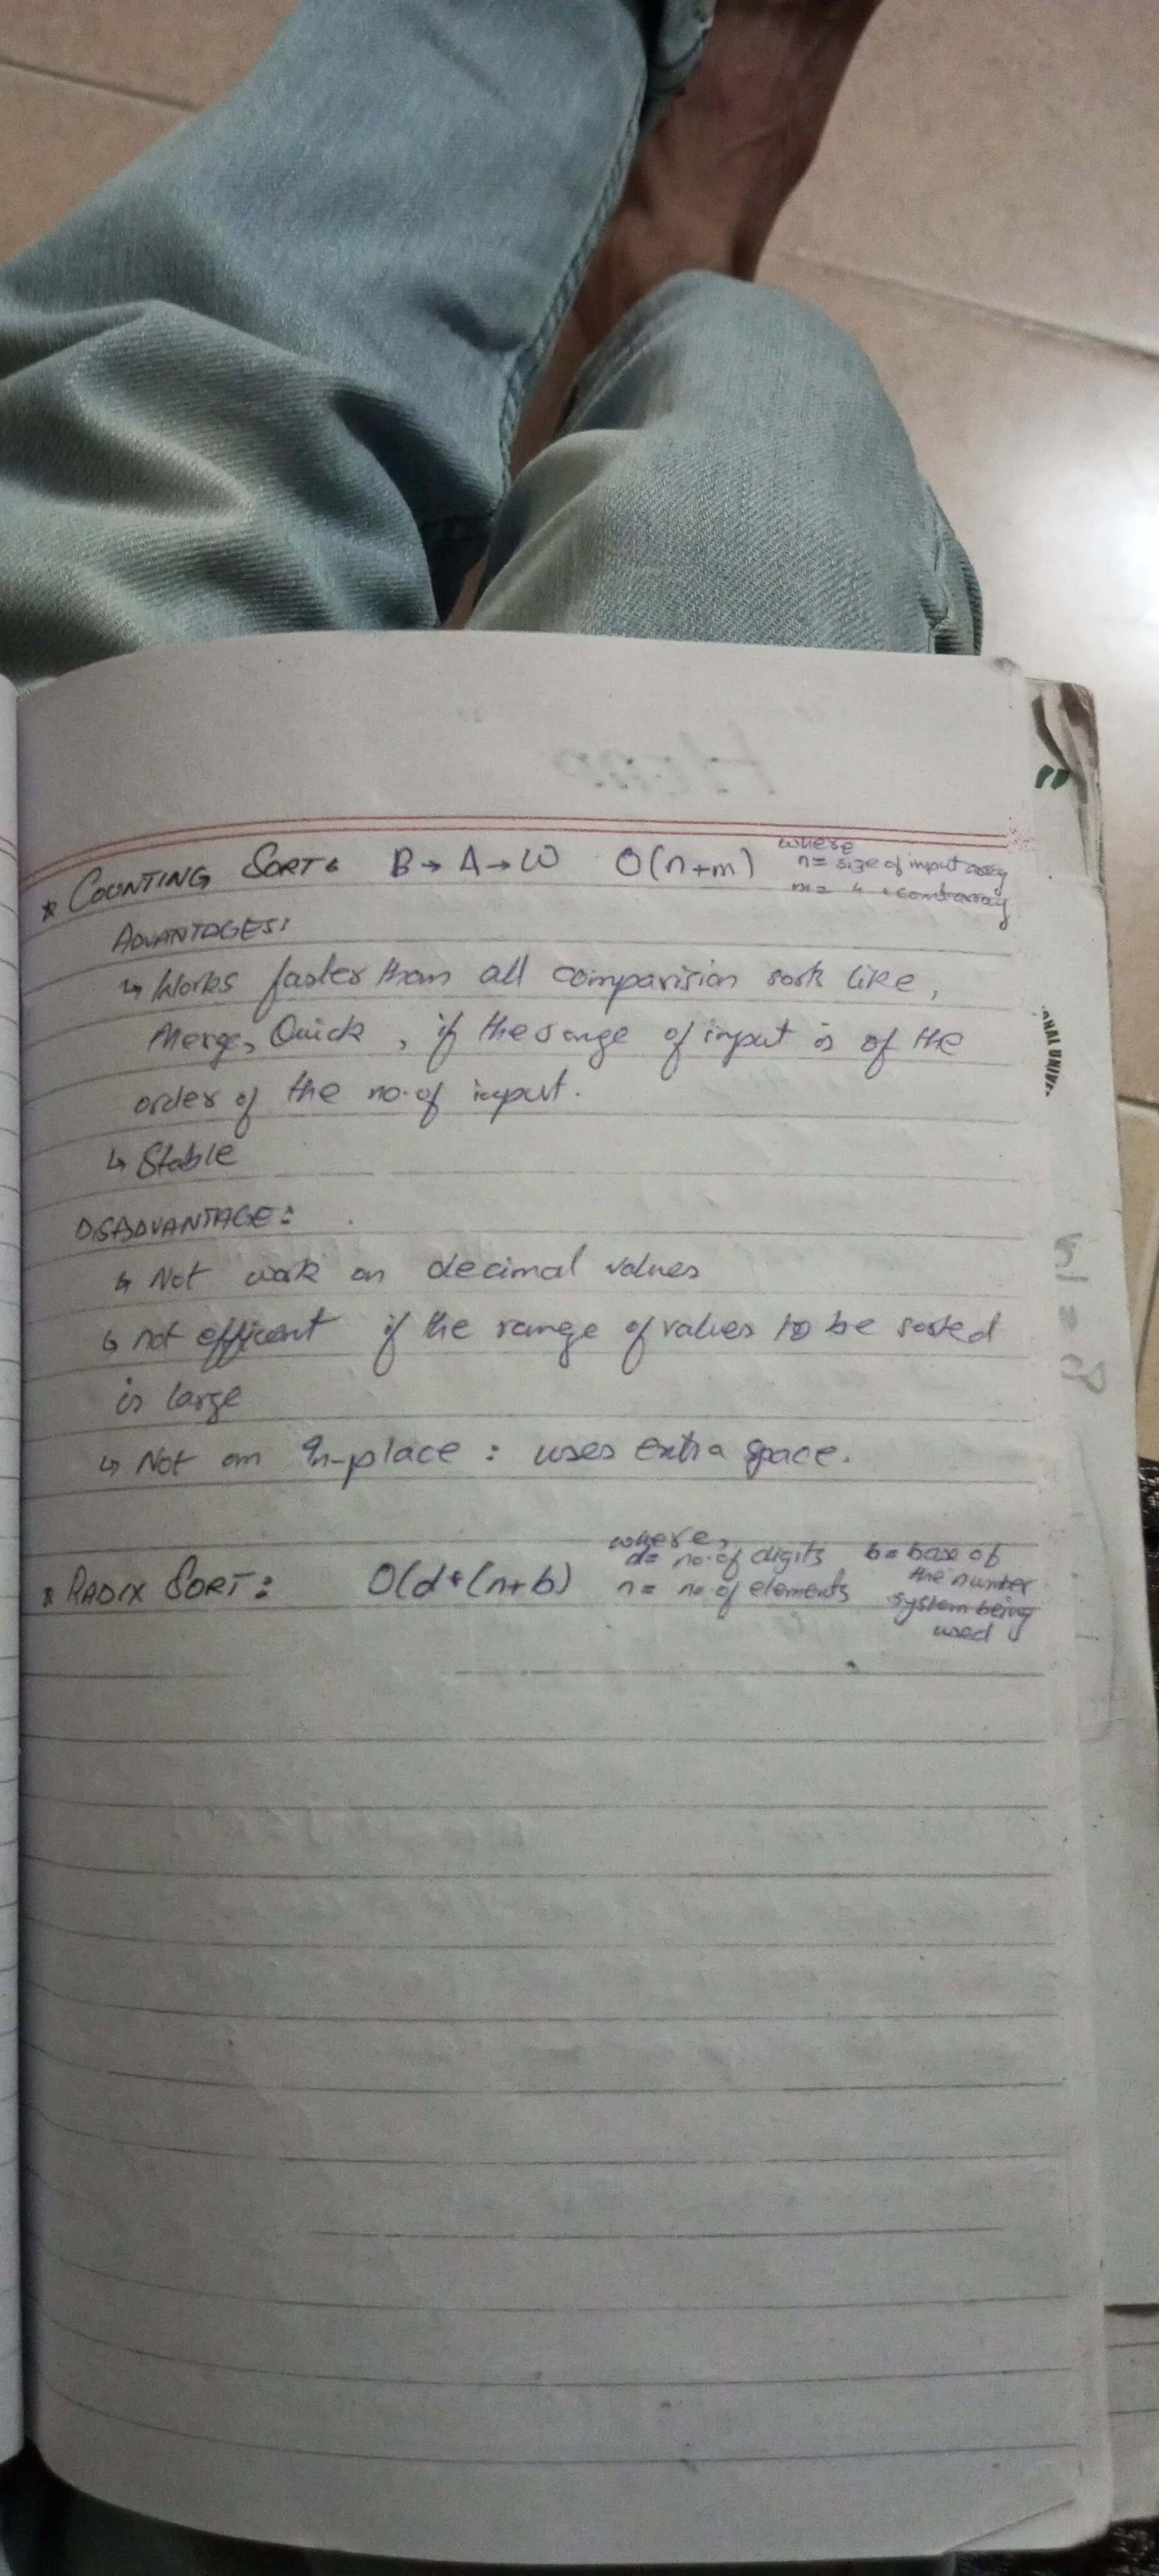 * COUNTING SORT: B → A → W O(n+m) where
n = size of input array
m = " " count array
ADVANTAGES:
↳ Works faster than all comparision sorts like,
Merge, Quick, if the range of input is of the
order of the no. of input.
↳ Stable
DISADVANTAGE:
↳ Not work on decimal values
↳ not efficent if the range of values to be sorted
is large
↳ Not an In-place : uses extra space.
* RADIX SORT: O(d*(n+b) where,
d = no. of digits b = base of
n = no of elements the number
system being
used